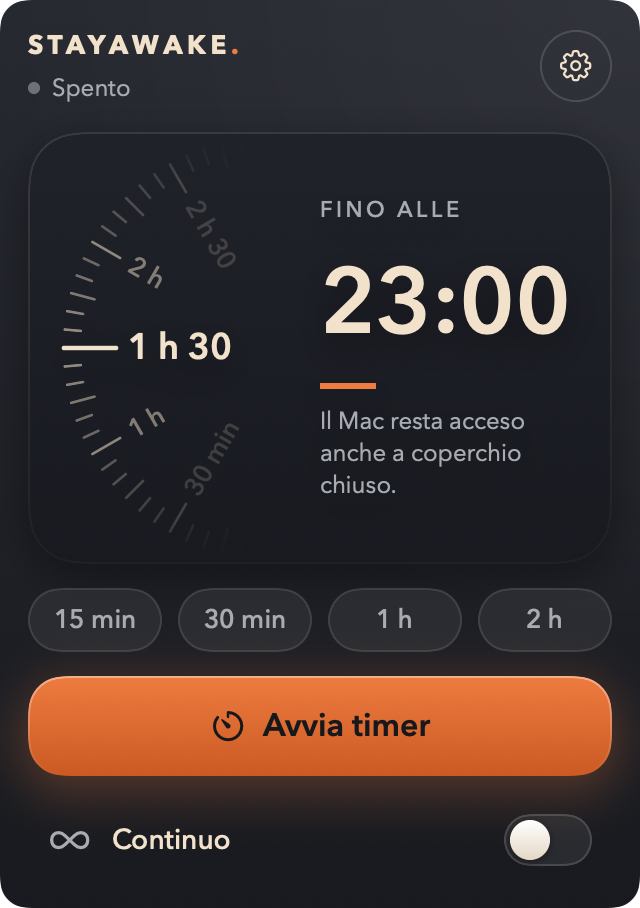 STAYAWAKE.
Spento
2 h 30
2 h
1 h 30
1 h
30 min
FINO ALLE
23:00
Il Mac resta acceso
anche a coperchio
chiuso.
15 min
30 min
1 h
2 h
Avvia timer
Continuo